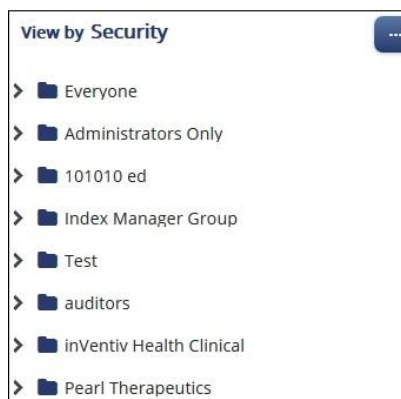 View by Security
...
Everyone
Administrators Only
101010 ed
Index Manager Group
Test
auditors
inVentiv Health Clinical
Pearl Therapeutics